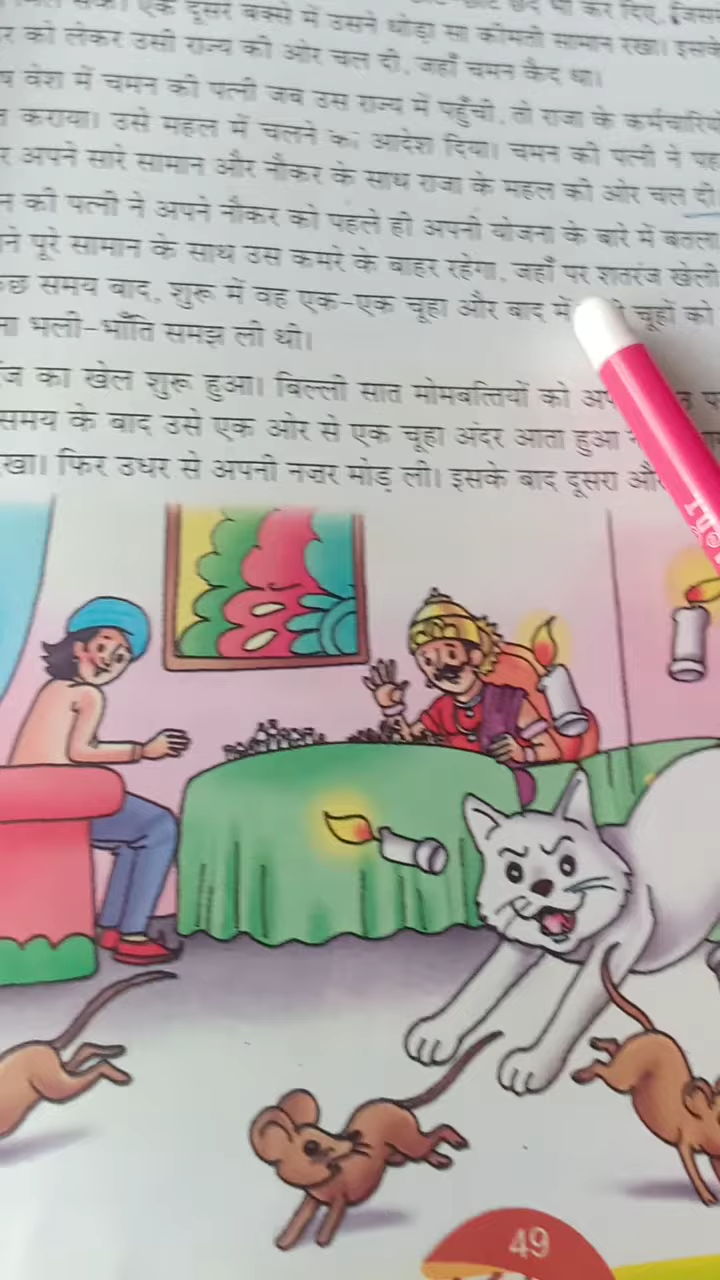 एक दूसरे बक्से में उसने थोड़ा सा कीमती सामान रखा। इसके
र को लेकर उसी राज्य की ओर चल दी, जहाँ चमन कैद था।
ष वेश में चमन की पत्नी जब उस राज्य में पहुँची, तो राजा के कर्मचारिय
कराया। उसे महल में चलने का आदेश दिया। चमन की पत्नी ने
र अपने सारे सामान और नौकर के साथ राजा के महल की ओर चल दी
न की पत्नी ने अपने नौकर को पहले ही अपनी योजना के बारे में बतला
ने पूरे सामान के साथ उस कमरे के बाहर रहेगा, जहाँ पर शतरंज खेली
छ समय बाद, शुरू में वह एक-एक चूहा और बाद में चूहों को
ना भली-भाँति समझ ली थी।
ज का खेल शुरू हुआ। बिल्ली सात मोमबत्तियों को अप प
समय के बाद उसे एक ओर से एक चूहा अंदर आता हुआ
खा। फिर उधर से अपनी नज़र मोड़ ली। इसके बाद दूसरा और
49